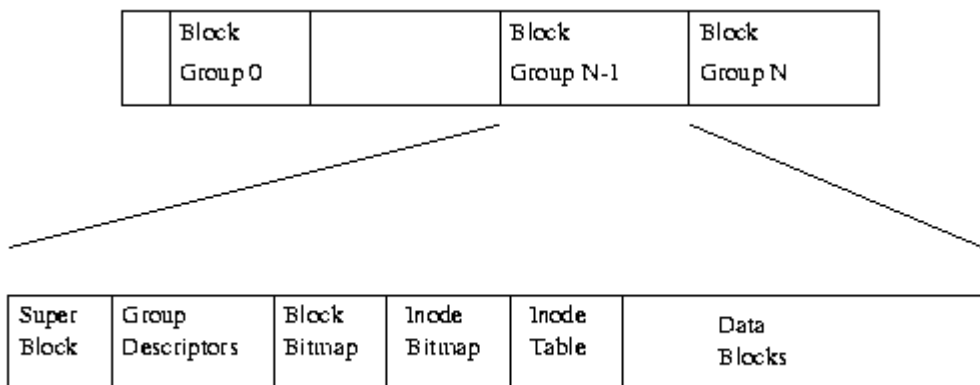 Block
Group 0
Block
Group N-1
Block
Group N
Super
Block
Group
Descriptors
Block
Bitmap
Inode
Bitmap
Inode
Table
Data
Blocks